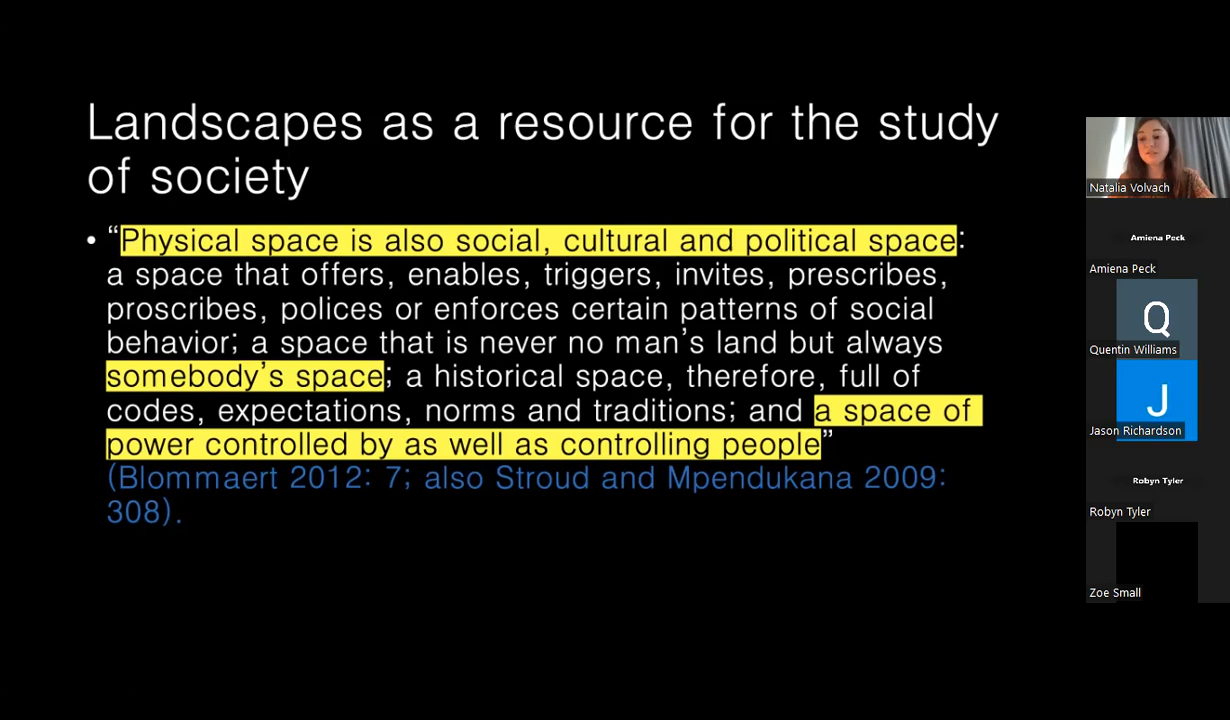 Landscapes as a resource for the study
of society
• “Physical space is also social, cultural and political space:
a space that offers, enables, triggers, invites, prescribes,
proscribes, polices or enforces certain patterns of social
behavior; a space that is never no man’s land but always
somebody’s space; a historical space, therefore, full of
codes, expectations, norms and traditions; and a space of
power controlled by as well as controlling people”
(Blommaert 2012: 7; also Stroud and Mpendukana 2009:
308).
Natalia Volvach
Amiena Peck
Amiena Peck
Q
Quentin Williams
J
Jason Richardson
Robyn Tyler
Robyn Tyler
Zoe Small